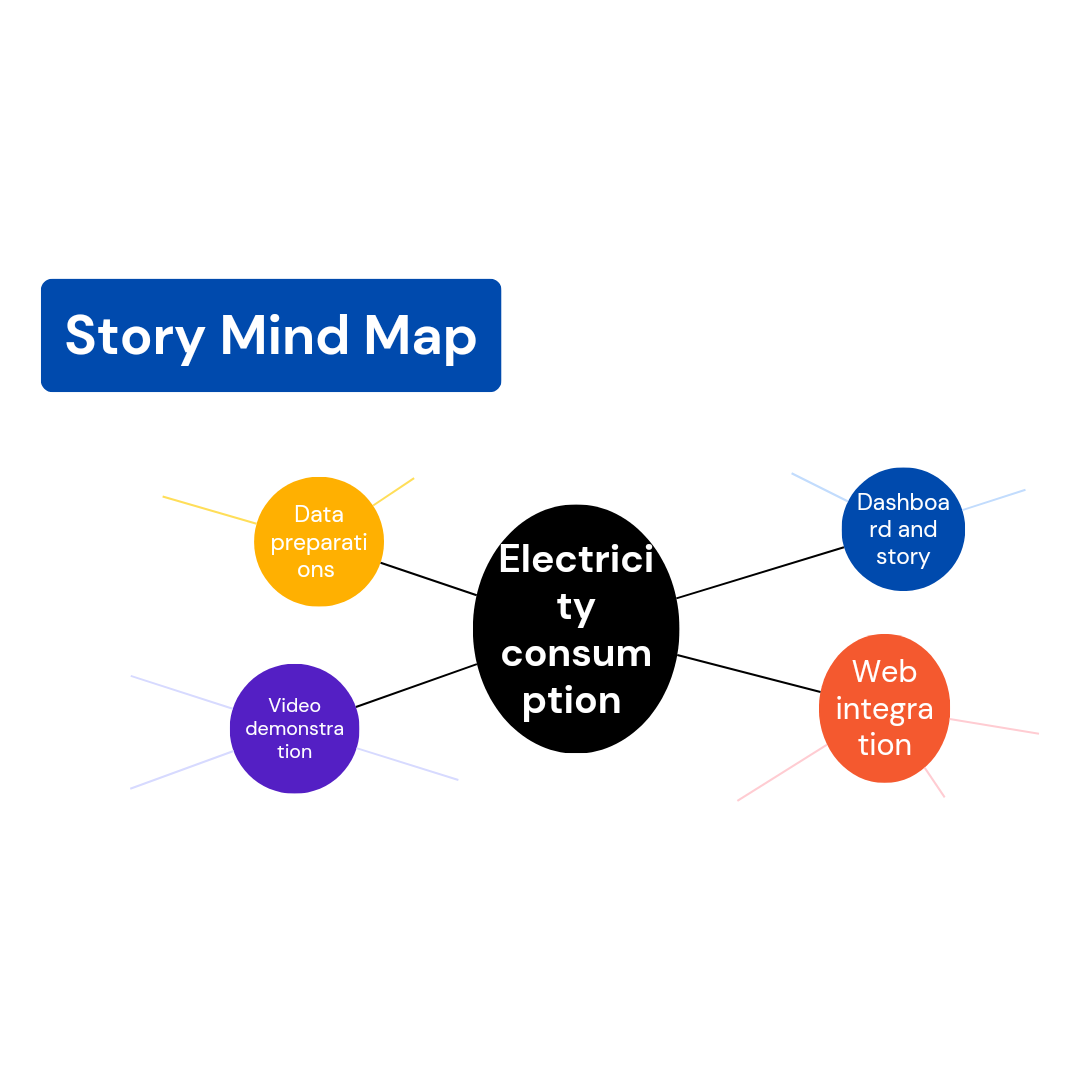 Story Mind Map
Data
preparati
ons
Dashboa
rd and
story
Electrici
ty
consum
ption
Video
demonstra
tion
Web
integra
tion